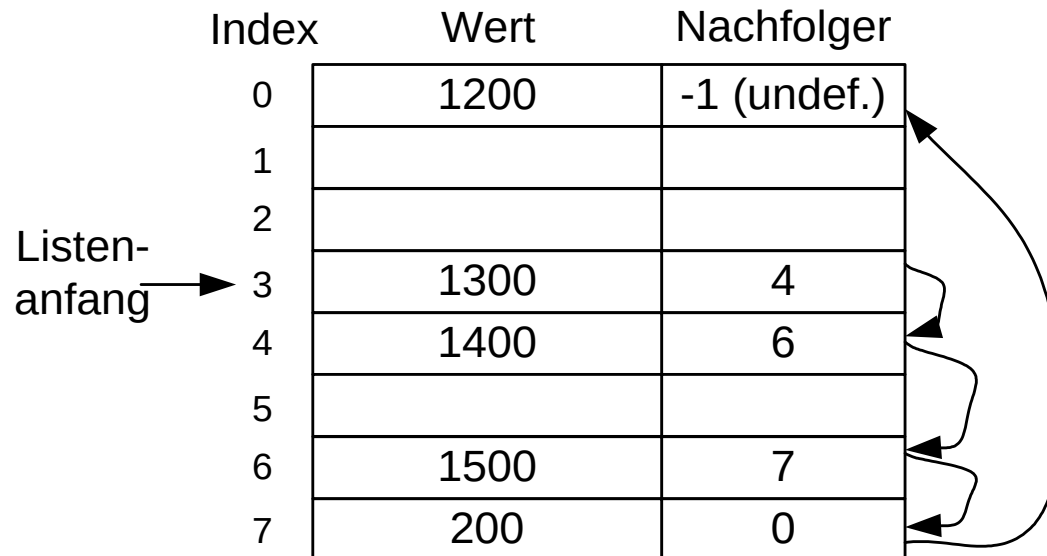 Index Wert Nachfolger
0 1200 -1 (undef.)
1
2
Listen-
anfang
3 1300 4
4 1400 6
5
6 1500 7
7 200 0